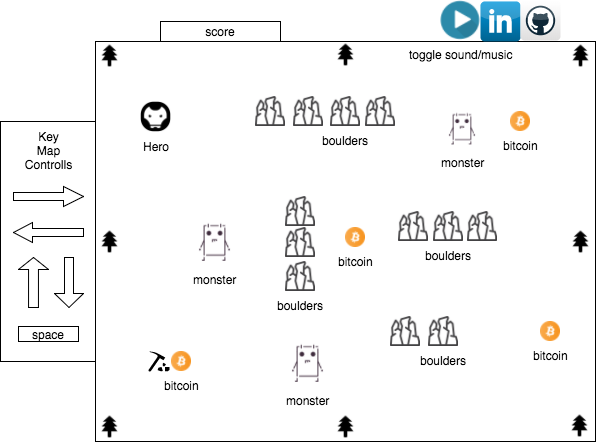 score
in
toggle sound/music
Key
Map
Controlls
space
Hero
boulders
monster
bitcoin
monster
boulders
bitcoin
boulders
bitcoin
monster
boulders
bitcoin